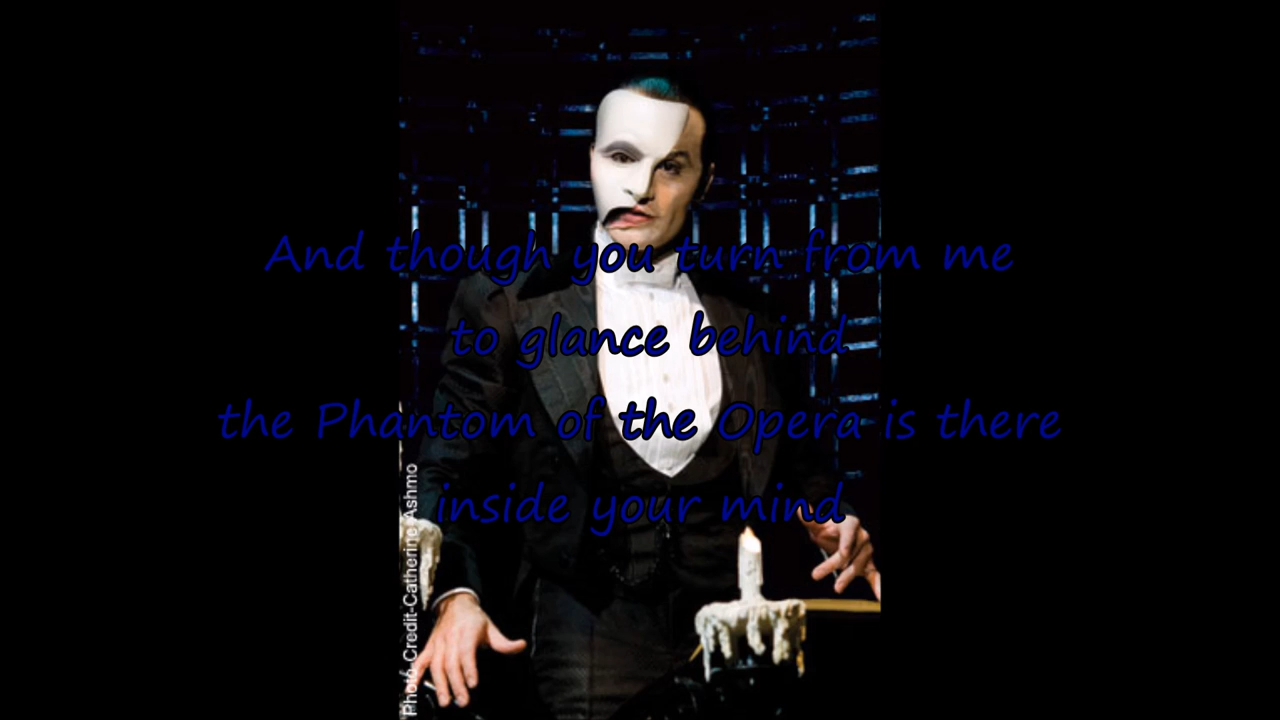 And though you turn from me
to glance behind
the Phantom of the Opera is there
inside your mind
Photo Credit-Catherine Ashmo